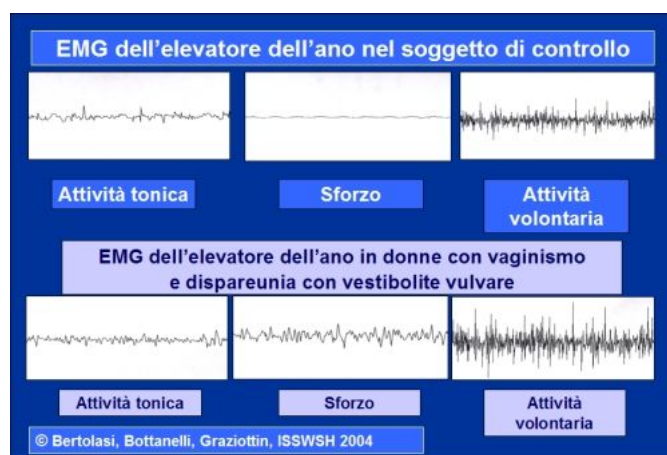 EMG dell'elevatore dell'ano nel soggetto di controllo
Attività tonica
Sforzo
Attività
volontaria
EMG dell'elevatore dell'ano in donne con vaginismo
e dispareunia con vestibolite vulvare
Attività tonica
Sforzo
Attività
volontaria
© Bertolasi, Bottanelli, Graziottin, ISSWSH 2004